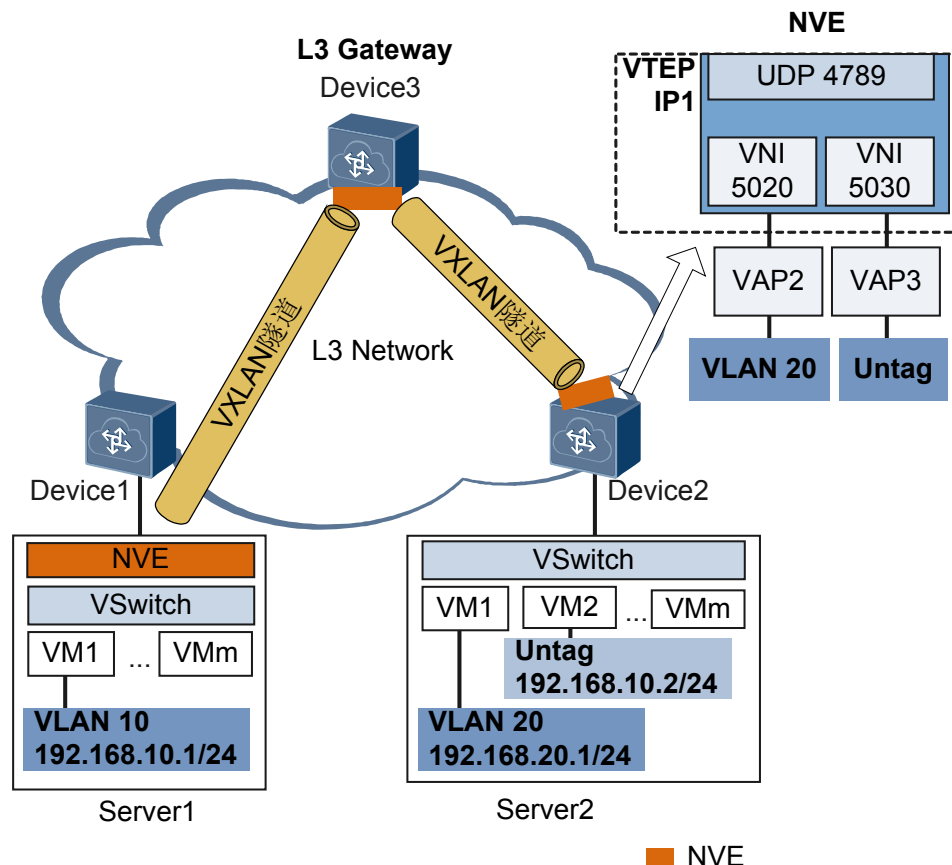 NVE
L3 Gateway
Device3
VTEP
IP1
UDP 4789
VNI
5020
VNI
5030
VAP2
VAP3
VLAN 20
Untag
VXLAN隧道
VXLAN隧道
L3 Network
Device1
Device2
NVE
VSwitch
VM1
...
VMm
VLAN 10
192.168.10.1/24
Server1
VSwitch
VM1
VM2
...
VMm
Untag
192.168.10.2/24
VLAN 20
192.168.20.1/24
Server2
NVE